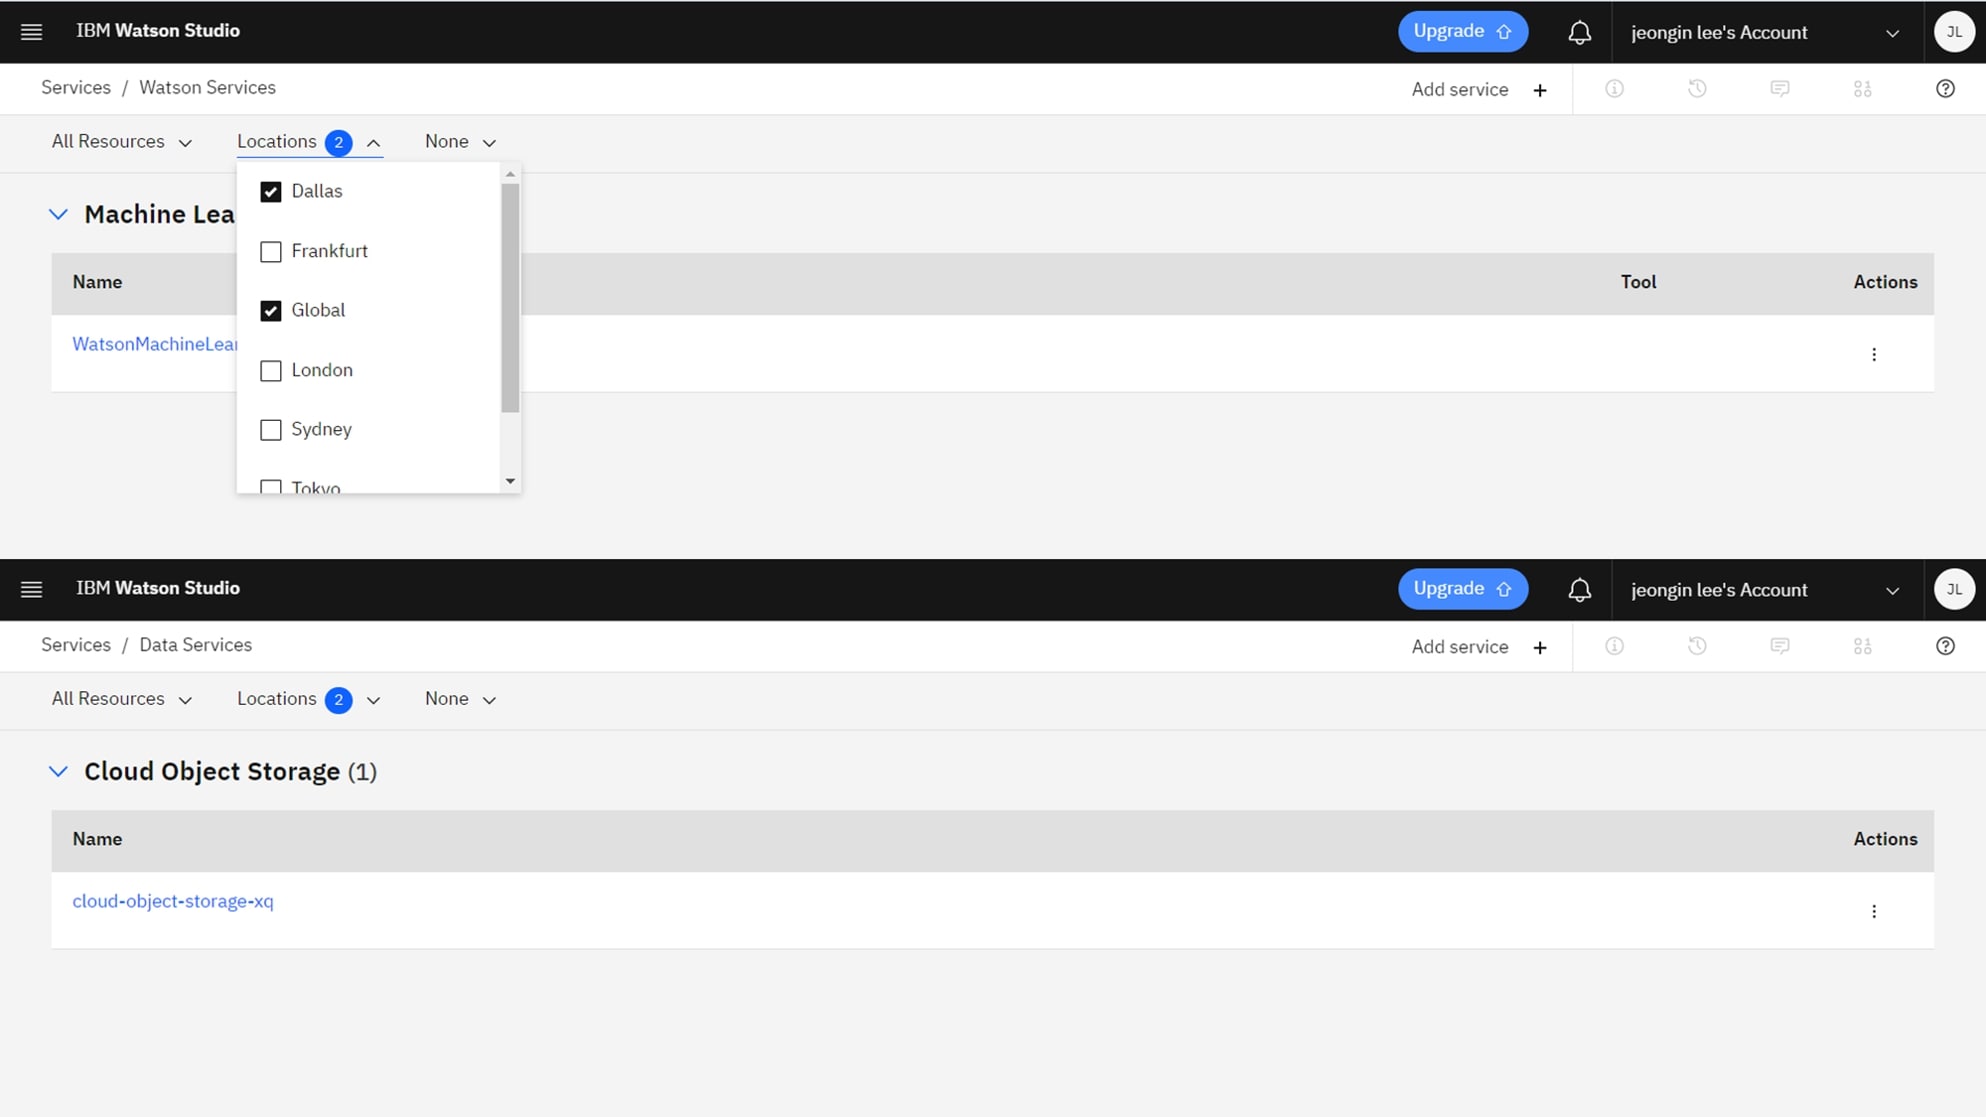 IBM Watson Studio Upgrade jeongin lee's Account JL
Services / Watson Services Add service +
All Resources Locations 2 None
Dallas
Machine Lea
Frankfurt
Name Tool Actions
Global
WatsonMachineLear
London
Sydney
Tokyo
IBM Watson Studio Upgrade jeongin lee's Account JL
Services / Data Services Add service +
All Resources Locations 2 None
Cloud Object Storage (1)
Name Actions
cloud-object-storage-xq